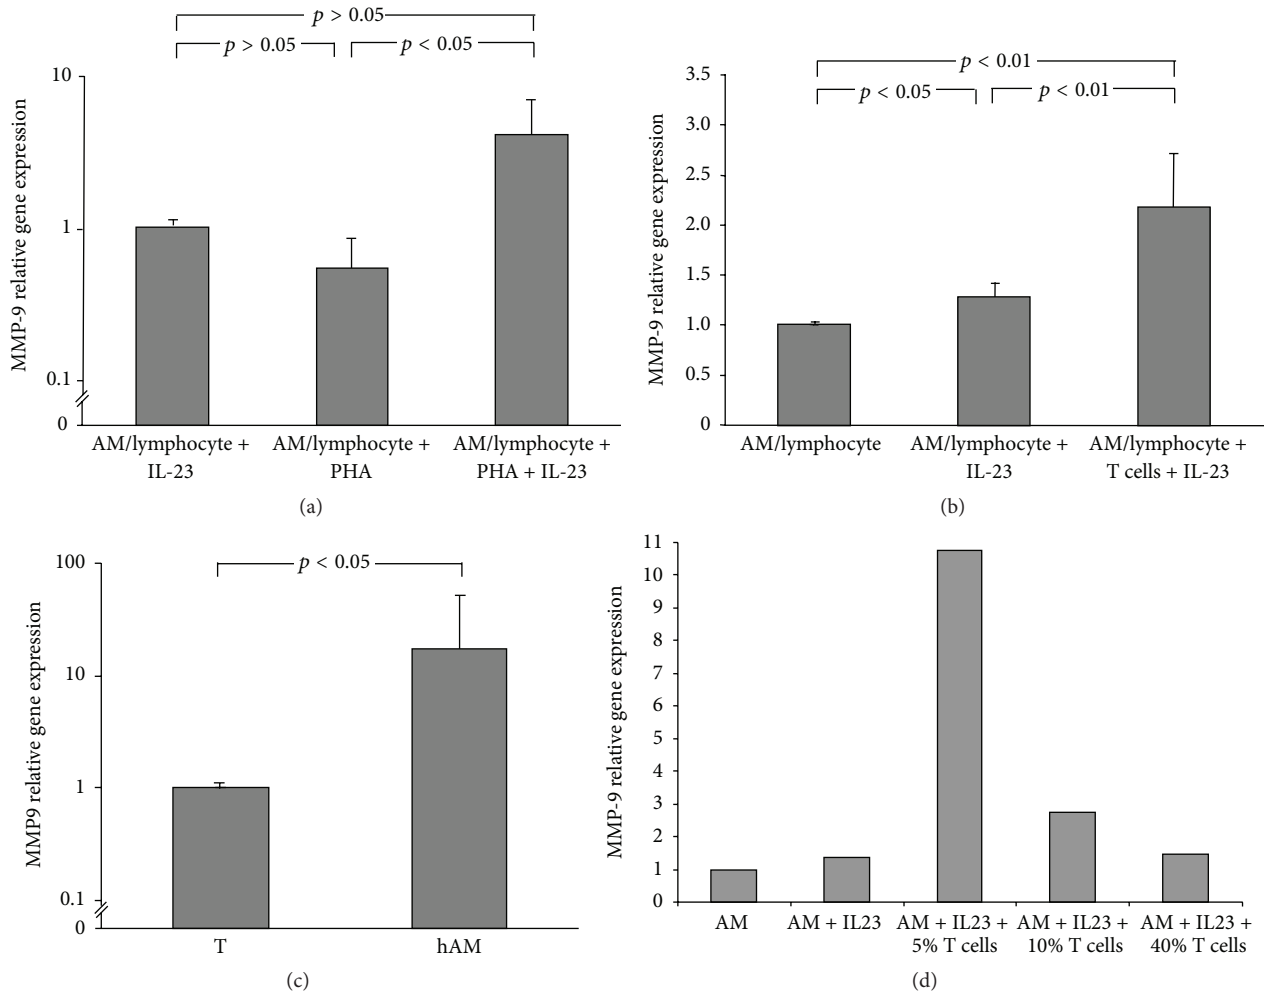 p > 0.05
p > 0.05
p < 0.05
10
1
0.1
0
MMP-9 relative gene expression
AM/lymphocyte +
IL-23
AM/lymphocyte +
PHA
AM/lymphocyte +
PHA + IL-23
(a)
p < 0.01
p < 0.05
p < 0.01
3.5
3.0
2.5
2.0
1.5
1.0
0.5
0
MMP-9 relative gene expression
AM/lymphocyte
AM/lymphocyte +
IL-23
AM/lymphocyte +
T cells + IL-23
(b)
p < 0.05
100
10
1
0.1
0
MMP9 relative gene expression
T
hAM
(c)
11
10
9
8
7
6
5
4
3
2
1
0
MMP-9 relative gene expression
AM
AM + IL23
AM + IL23 +
5% T cells
AM + IL23 +
10% T cells
AM + IL23 +
40% T cells
(d)